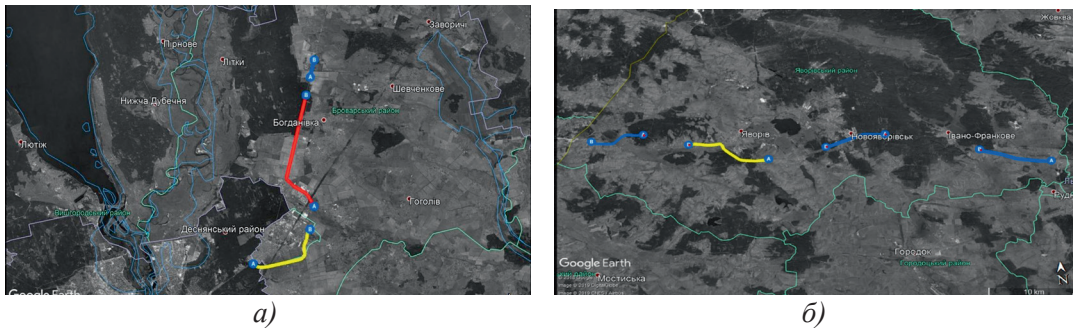 Заворичі
Пірнове
Літки
В
А
В
Шевченкове
Нижча Дубечня
Броварський район
Богданівка
Лютіж
Гоголів
Вишгородський район
А
Деснянський район
В
А
Google Earth
а)
Жовква
Яворівський район
Яворів
Новояворівськ
Івано-Франкове
В
А
А
Городок
Городоцький район
Мостиська
Google Earth
N
10 km
б)